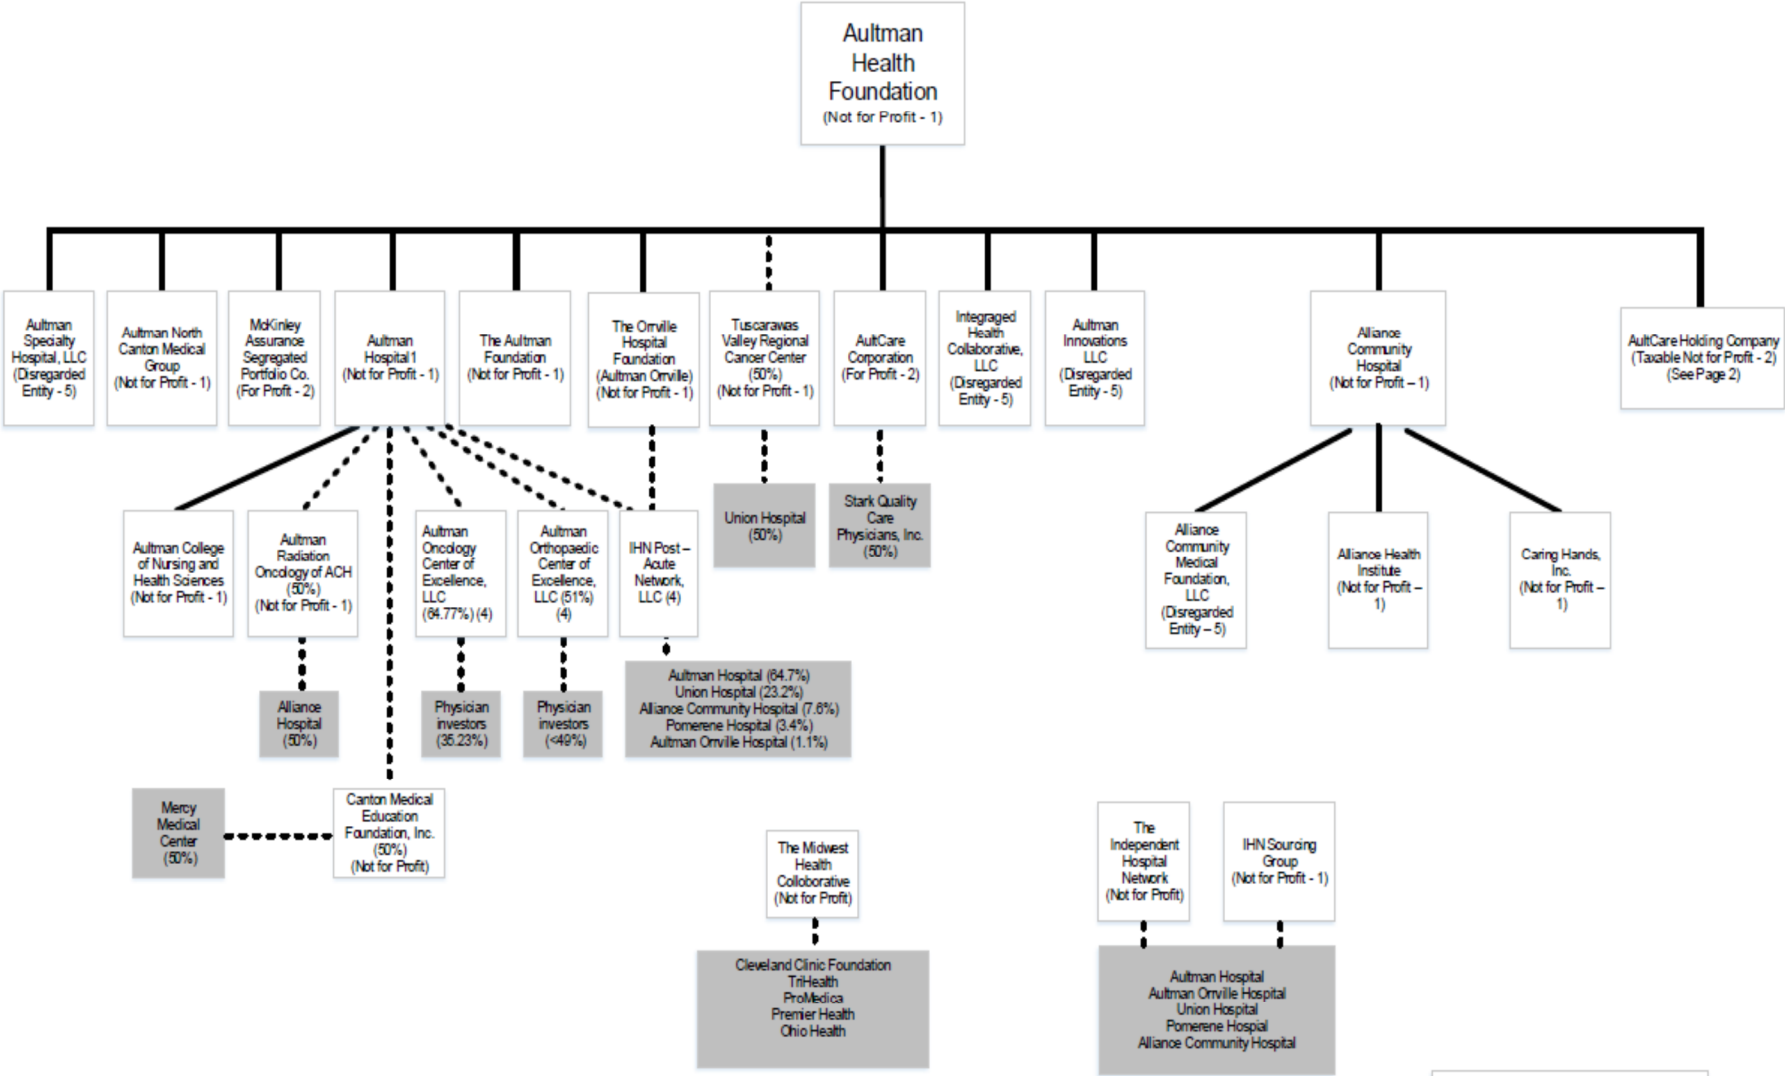 Aultman
Health
Foundation
(Not for Profit - 1)
Aultman
Specialty
Hospital, LLC
(Disregarded
Entity - 5)
Aultman North
Canton Medical
Group
(Not for Profit - 1)
McKinley
Assurance
Segregated
Portfolio Co.
(For Profit - 2)
Aultman
Hospital1
(Not for Profit - 1)
The Aultman
Foundation
(Not for Profit - 1)
The Orrville
Hospital
Foundation
(Aultman Orrville)
(Not for Profit - 1)
Tuscarawas
Valley Regional
Cancer Center
(50%)
(Not for Profit - 1)
AultCare
Corporation
(For Profit - 2)
Integraged
Health
Collaborative,
LLC
(Disregarded
Entity - 5)
Aultman
Innovations
LLC
(Disregarded
Entity - 5)
Alliance
Community
Hospital
(Not for Profit – 1)
AultCare Holding Company
(Taxable Not for Profit - 2)
(See Page 2)
Aultman College
of Nursing and
Health Sciences
(Not for Profit - 1)
Aultman
Radiation
Oncology of ACH
(50%)
(Not for Profit - 1)
Aultman
Oncology
Center of
Excellence,
LLC
(64.77%) (4)
Aultman
Orthopaedic
Center of
Excellence,
LLC (51%)
(4)
IHN Post –
Acute
Network,
LLC (4)
Union Hospital
(50%)
Stark Quality
Care
Physicians, Inc.
(50%)
Alliance
Community
Medical
Foundation,
LLC
(Disregarded
Entity – 5)
Alliance Health
Institute
(Not for Profit –
1)
Caring Hands,
Inc.
(Not for Profit –
1)
Alliance
Hospital
(50%)
Physician
investors
(35.23%)
Physician
investors
(<49%)
Aultman Hospital (64.7%)
Union Hospital (23.2%)
Alliance Community Hospital (7.6%)
Pomerene Hospital (3.4%)
Aultman Orrville Hospital (1.1%)
Mercy
Medical
Center
(50%)
Canton Medical
Education
Foundation, Inc.
(50%)
(Not for Profit)
The Midwest
Health
Colloborative
(Not for Profit)
The
Independent
Hospital
Network
(Not for Profit)
IHN Sourcing
Group
(Not for Profit - 1)
Cleveland Clinic Foundation
TriHealth
ProMedica
Premier Health
Ohio Health
Aultman Hospital
Aultman Orrville Hospital
Union Hospital
Pomerene Hospial
Alliance Community Hospital